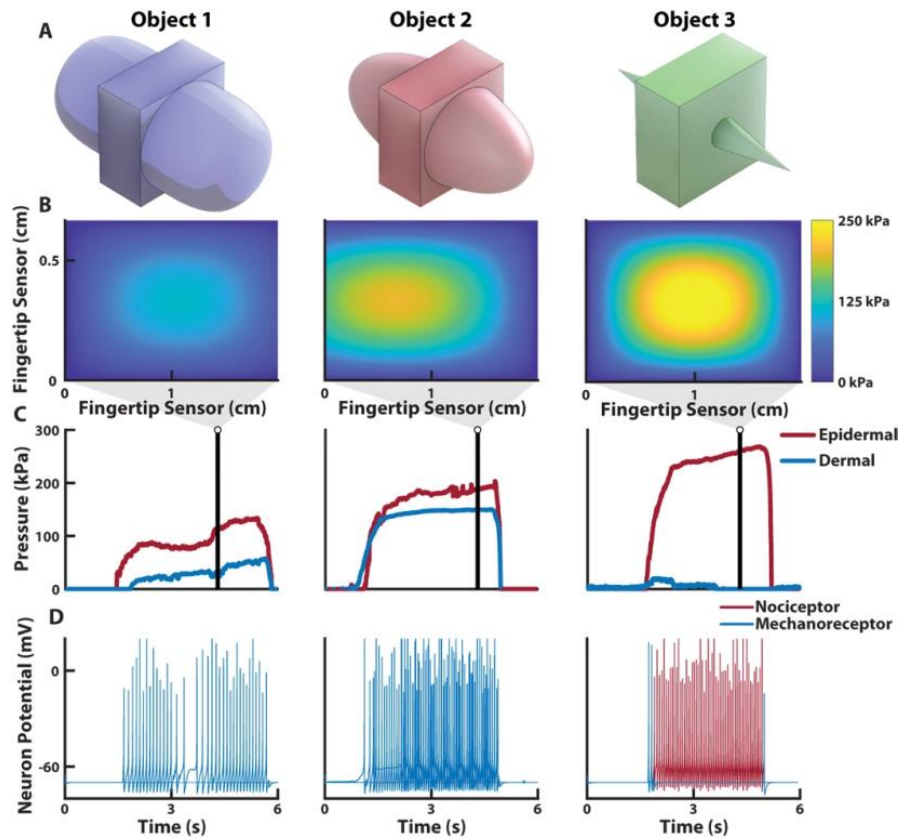 Object 1 Object 2 Object 3
A
B
Fingertip Sensor (cm)
0.5
0
0 1
Fingertip Sensor (cm)
0 1
Fingertip Sensor (cm)
0 1
Fingertip Sensor (cm)
250 kPa
125 kPa
0 kPa
C
Pressure (kPa)
300
200
100
0
Epidermal
Dermal
D
Nociceptor
Mechanoreceptor
Neuron Potential (mV)
0
-60
0 3 6
Time (s)
0 3 6
Time (s)
0 3 6
Time (s)